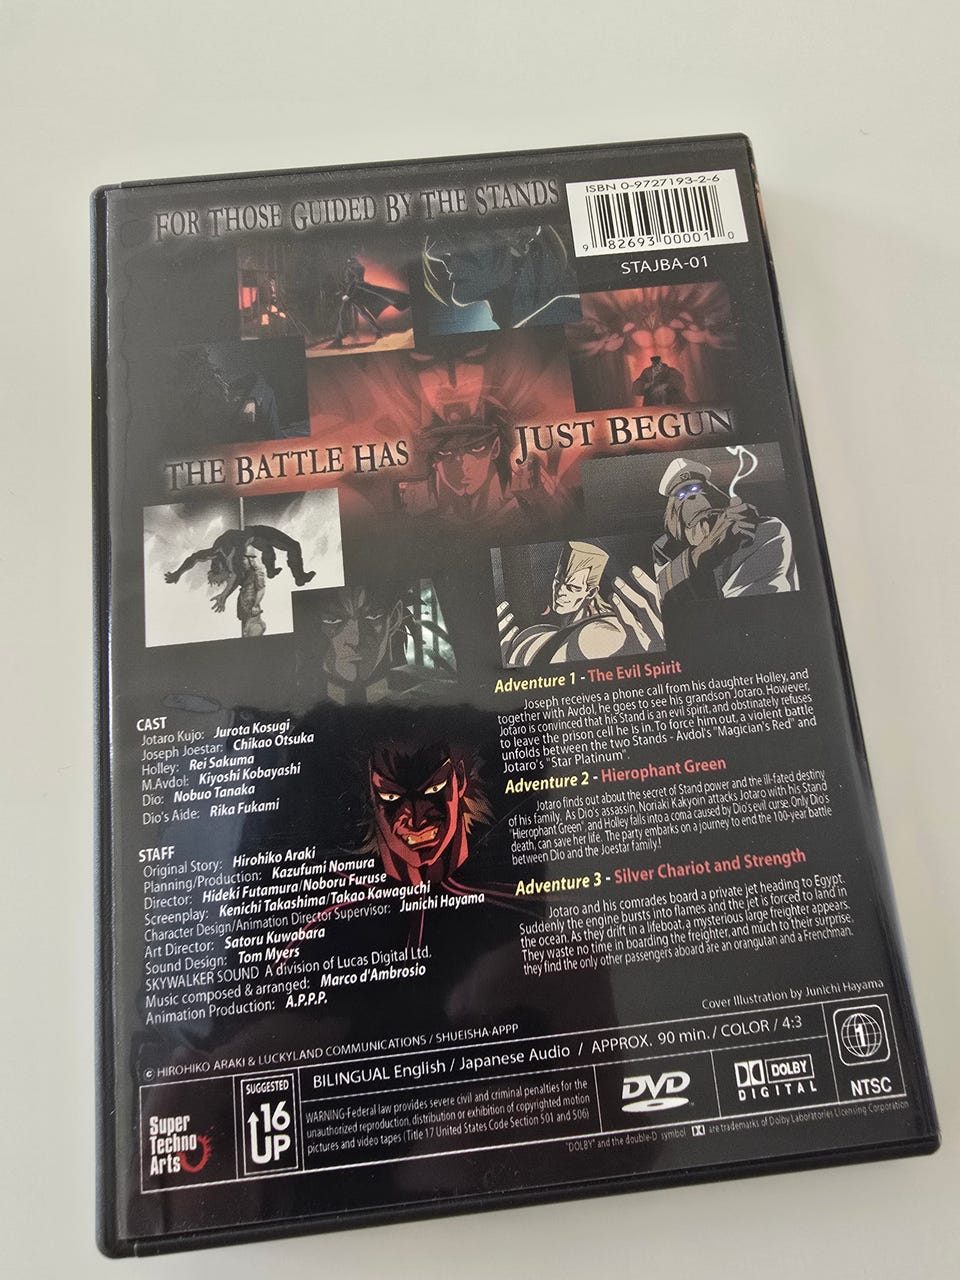 FOR THOSE GUIDED BY THE STANDS
ISBN 0-9727193-2-6
9 82693 00001 0
STAJBA-01
THE BATTLE HAS JUST BEGUN
Adventure 1 - The Evil Spirit
Joseph receives a phone call from his daughter Holley, and
together with Avdol, he goes to see his grandson Jotaro. However,
Jotaro is convinced that his Stand is an evil spirit, and obstinately refuses
to leave the prison cell he is in. To force him out, a violent battle
unfolds between the two Stands - Avdol's "Magician's Red" and
Jotaro's "Star Platinum".
Adventure 2 - Hierophant Green
Jotaro finds out about the secret of Stand power and the ill-fated destiny
of his family. As Dio's assassin, Noriaki Kakyoin attacks Jotaro with his Stand
"Hierophant Green", and Holley falls into a coma caused by Dio's evil curse. Only Dio's
death, can save her life. The party embarks on a journey to end the 100-year battle
between Dio and the Joestar family!
Adventure 3 - Silver Chariot and Strength
Jotaro and his comrades board a private jet heading to Egypt.
Suddenly the engine bursts into flames and the jet is forced to land in
the ocean. As they drift in a lifeboat, a mysterious large freighter appears.
They waste no time in boarding the freighter, and much to their surprise,
they find the only other passengers aboard are an orangutan and a Frenchman.
CAST
Jotaro Kujo: Jurota Kosugi
Joseph Joestar: Chikao Otsuka
Holley: Rei Sakuma
M.Avdol: Kiyoshi Kobayashi
Dio: Nobuo Tanaka
Dio's Aide: Rika Fukami
STAFF
Original Story: Hirohiko Araki
Planning/Production: Kazufumi Nomura
Director: Hideki Futamura/Noboru Furuse
Screenplay: Kenichi Takashima/Takao Kawaguchi
Character Design/Animation Director Supervisor: Junichi Hayama
Art Director: Satoru Kuwabara
Sound Design: Tom Myers
SKYWALKER SOUND A division of Lucas Digital Ltd.
Music composed & arranged: Marco d'Ambrosio
Animation Production: A.P.P.P.
Cover Illustration by Junichi Hayama
© HIROHIKO ARAKI & LUCKYLAND COMMUNICATIONS / SHUEISHA·APPP
Super
Techno
Arts
SUGGESTED
16
UP
BILINGUAL English / Japanese Audio / APPROX. 90 min. / COLOR / 4:3
WARNING-Federal law provides severe civil and criminal penalties for the
unauthorized reproduction, distribution or exhibition of copyrighted motion
pictures and video tapes (Title 17 United States Code Section 501 and 506)
DVD
DOLBY
DIGITAL
1
NTSC
"DOLBY" and the double-D symbol are trademarks of Dolby Laboratories Licensing Corporation